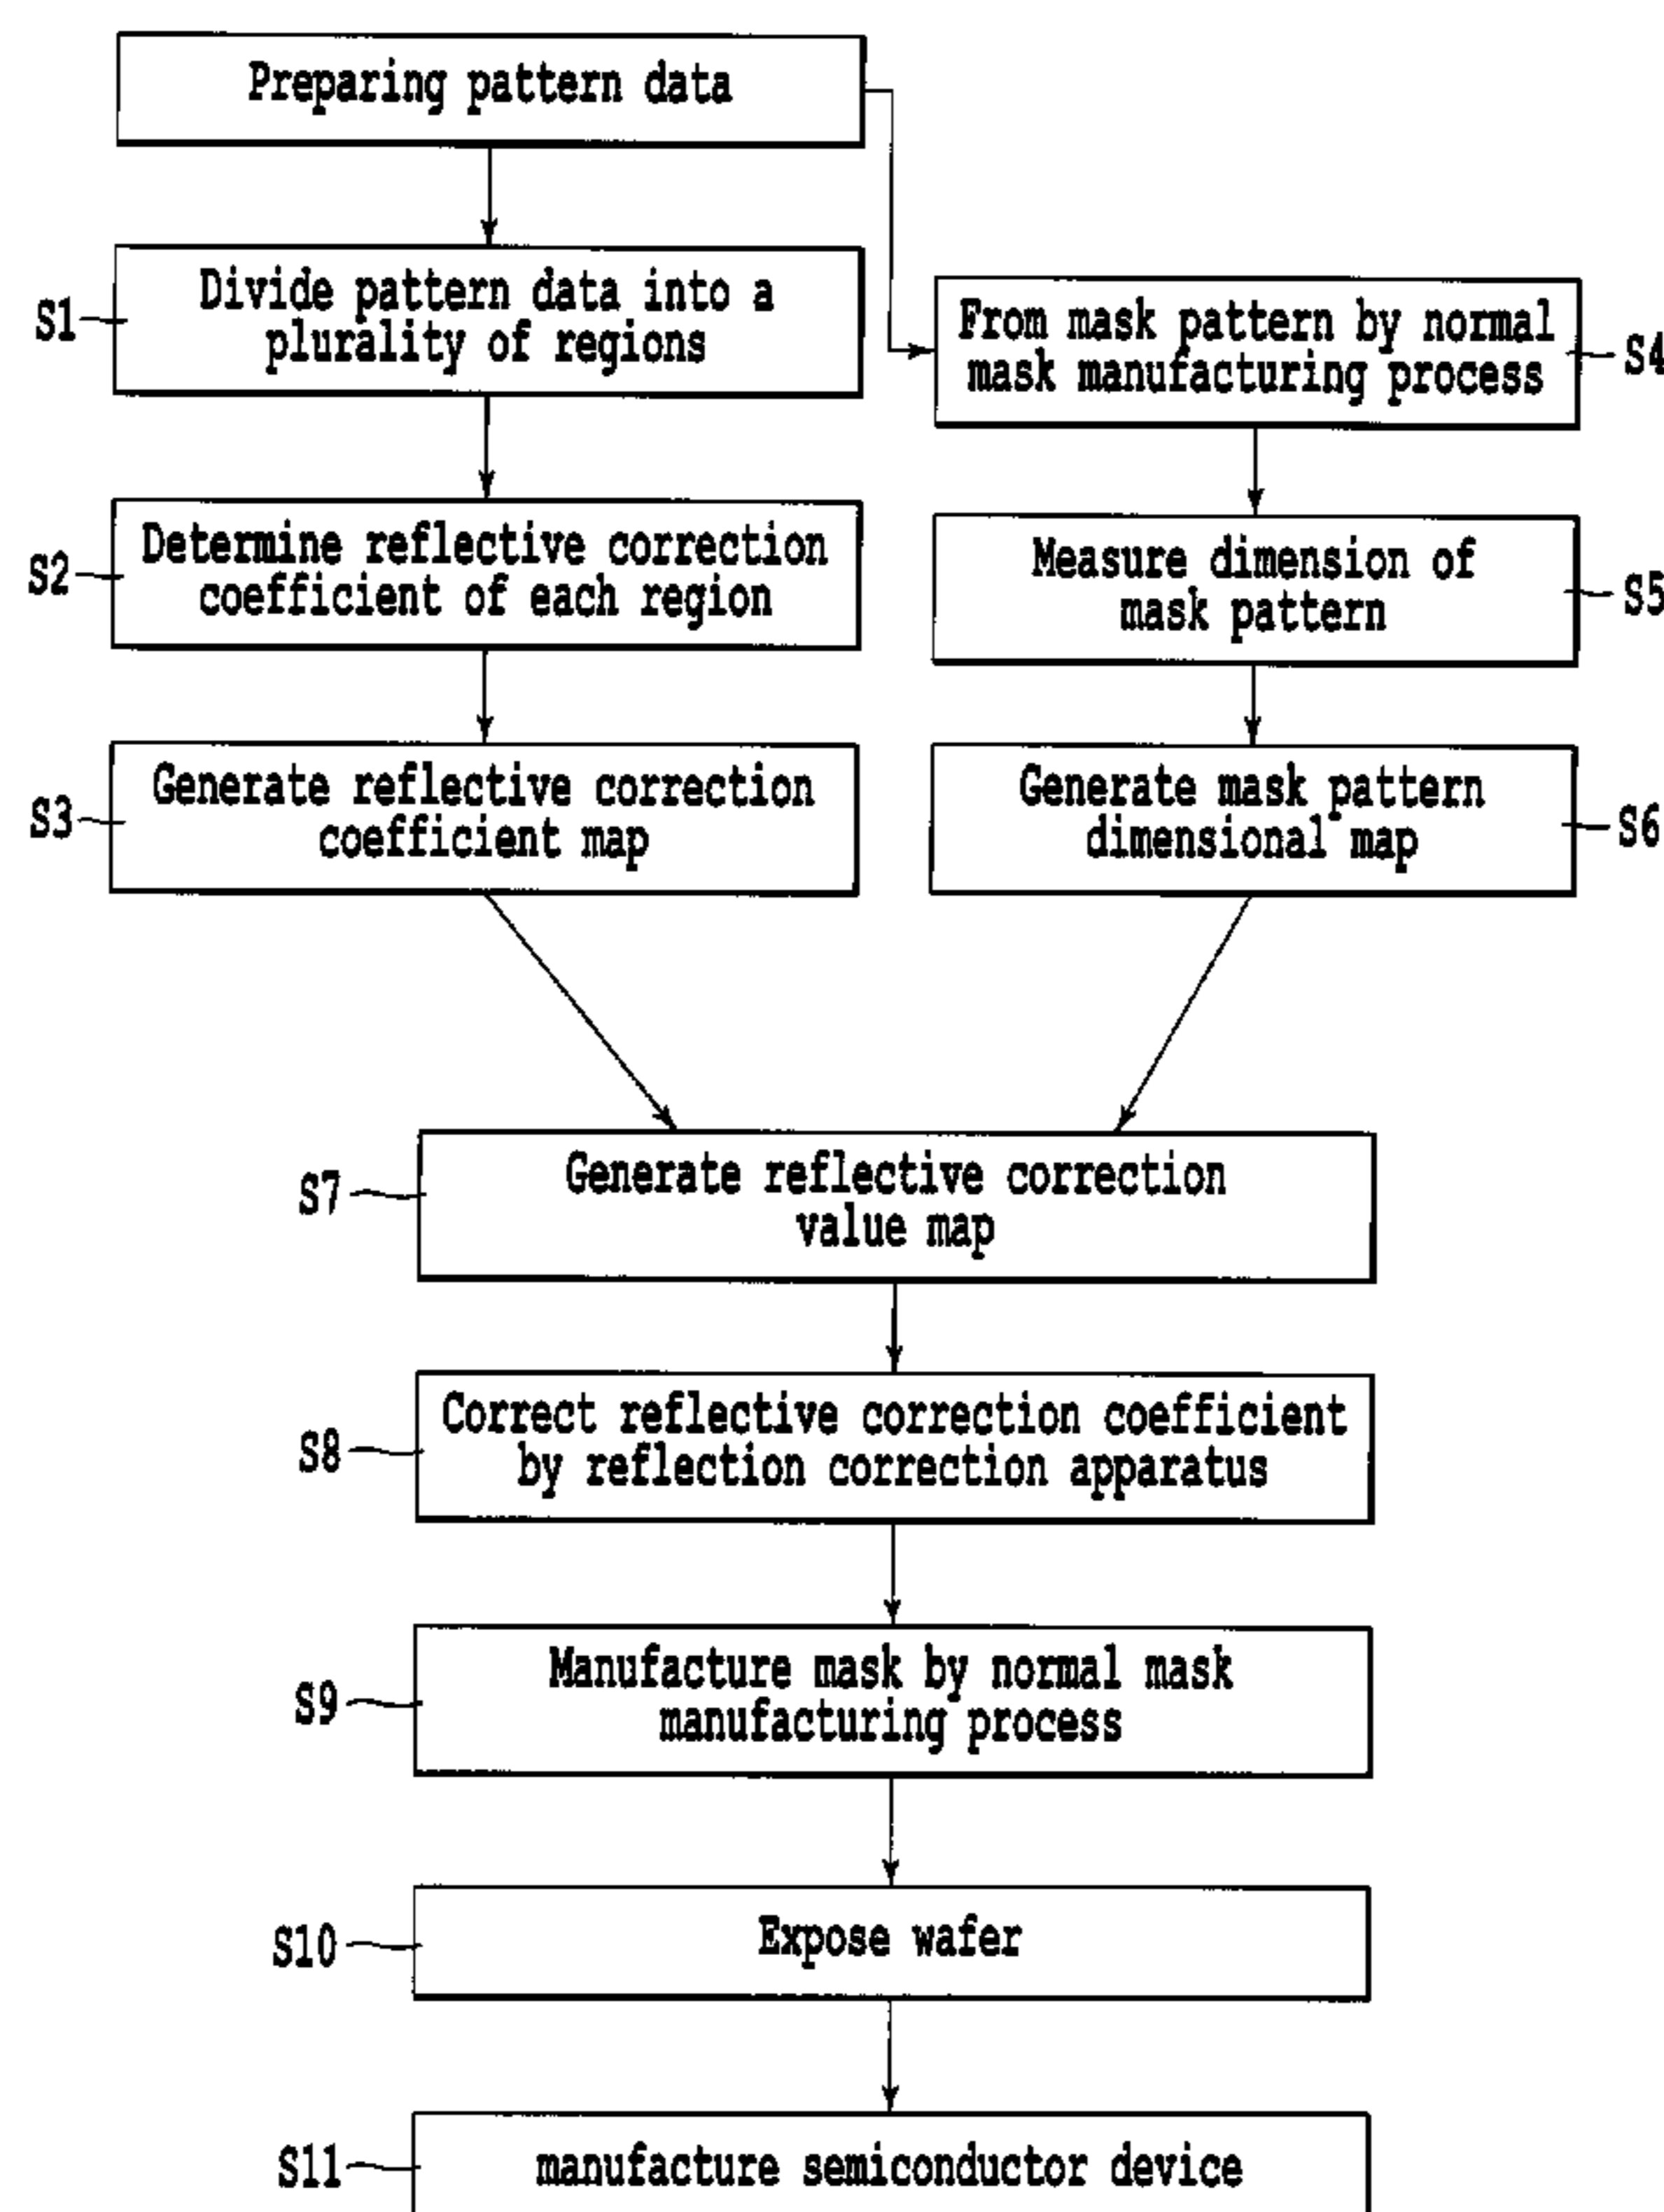 Preparing pattern data
S1
Divide pattern data into a
plurality of regions
S2
Determine reflective correction
coefficient of each region
S3
Generate reflective correction
coefficient map
From mask pattern by normal
mask manufacturing process
S4
Measure dimension of
mask pattern
S5
Generate mask pattern
dimensional map
S6
S7
Generate reflective correction
value map
S8
Correct reflective correction coefficient
by reflection correction apparatus
S9
Manufacture mask by normal mask
manufacturing process
S10
Expose wafer
S11
manufacture semiconductor device